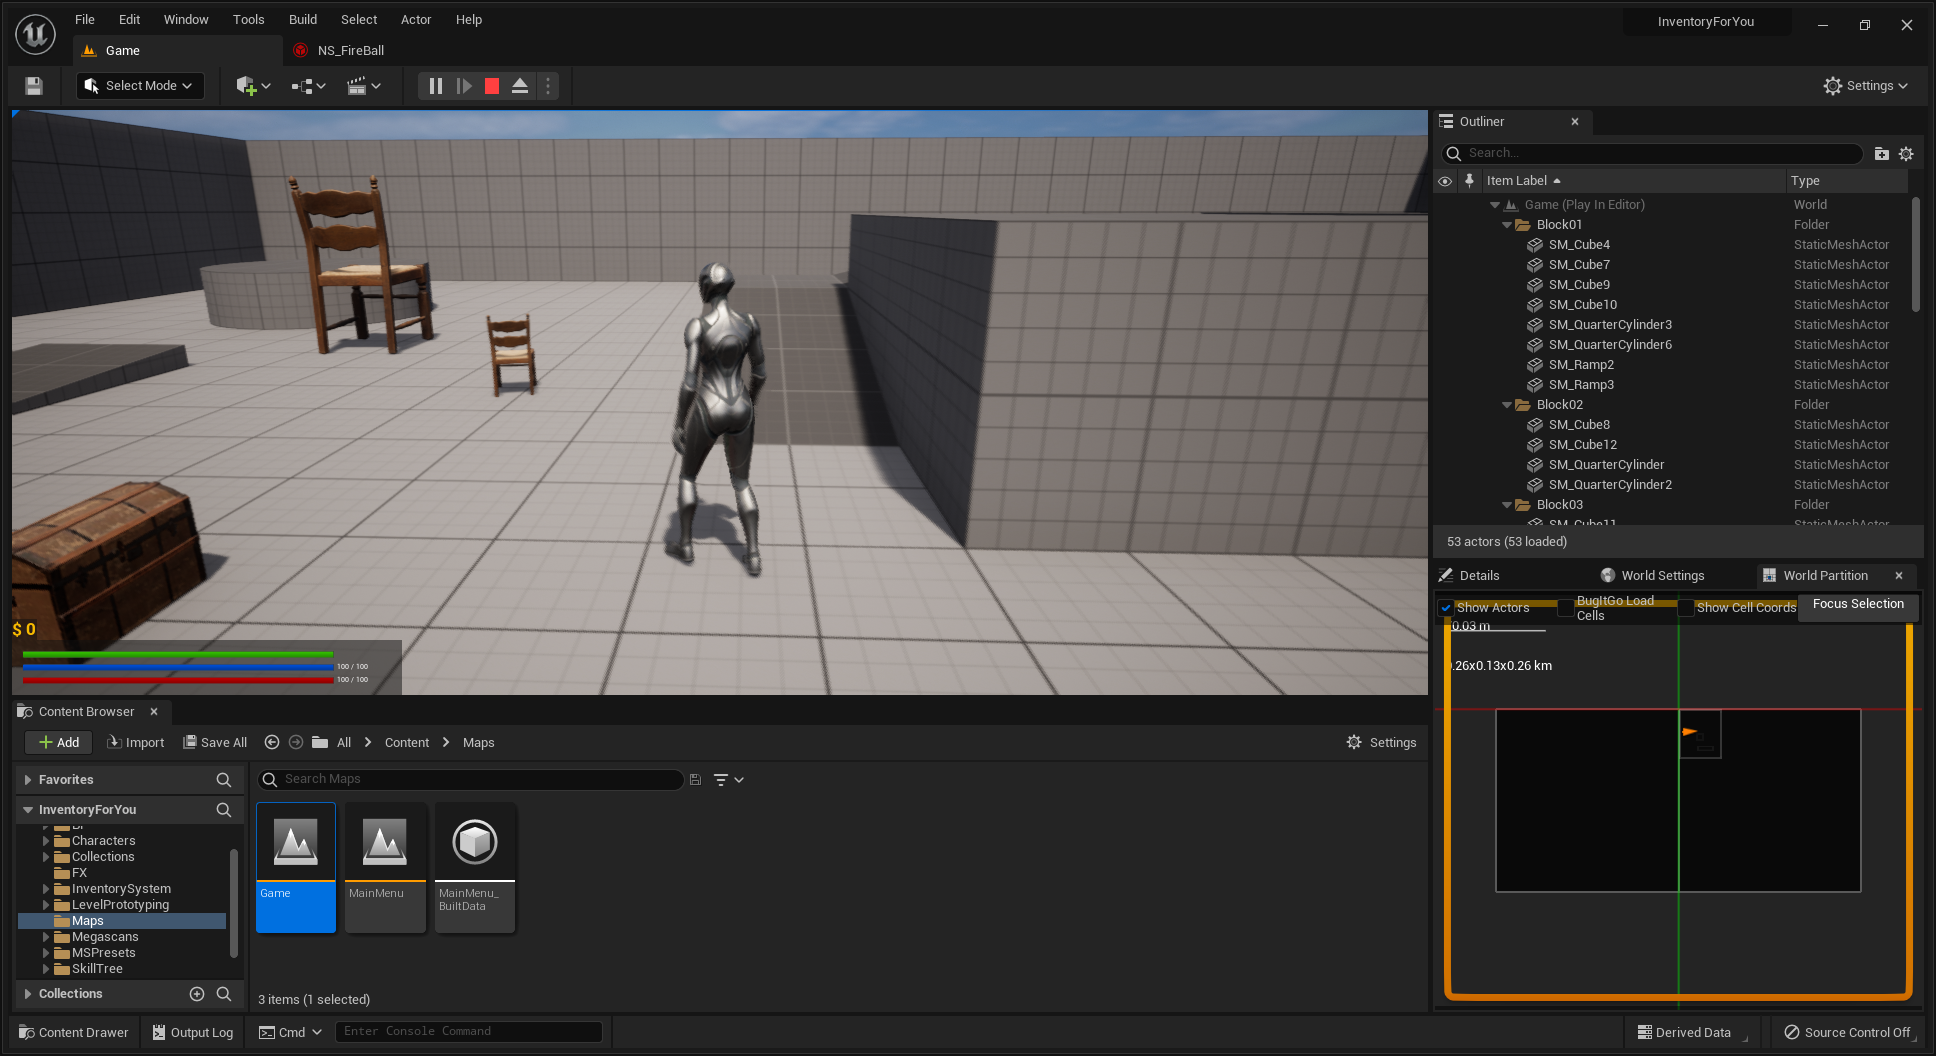 File Edit Window Tools Build Select Actor Help
InventoryForYou
Game
NS_FireBall
Select Mode
Settings
Outliner
Search...
Item Label Type
Game (Play In Editor) World
Block01 Folder
SM_Cube4 StaticMeshActor
SM_Cube7 StaticMeshActor
SM_Cube9 StaticMeshActor
SM_Cube10 StaticMeshActor
SM_QuarterCylinder3 StaticMeshActor
SM_QuarterCylinder6 StaticMeshActor
SM_Ramp2 StaticMeshActor
SM_Ramp3 StaticMeshActor
Block02 Folder
SM_Cube8 StaticMeshActor
SM_Cube12 StaticMeshActor
SM_QuarterCylinder StaticMeshActor
SM_QuarterCylinder2 StaticMeshActor
Block03 Folder
SM_Cube11 StaticMeshActor
53 actors (53 loaded)
Details World Settings World Partition
Show Actors BugItGo Load Cells Show Cell Coords Focus Selection
0.03 m
.26x0.13x0.26 km
$ 0
100 / 100
100 / 100
Content Browser
Add Import Save All All Content Maps Settings
Favorites
Search Maps
InventoryForYou
Characters
Collections
FX
InventorySystem
LevelPrototyping
Maps
Megascans
MSPresets
SkillTree
Collections
Game
MainMenu
MainMenu_
BuiltData
3 items (1 selected)
Content Drawer Output Log Cmd Enter Console Command Derived Data Source Control Off